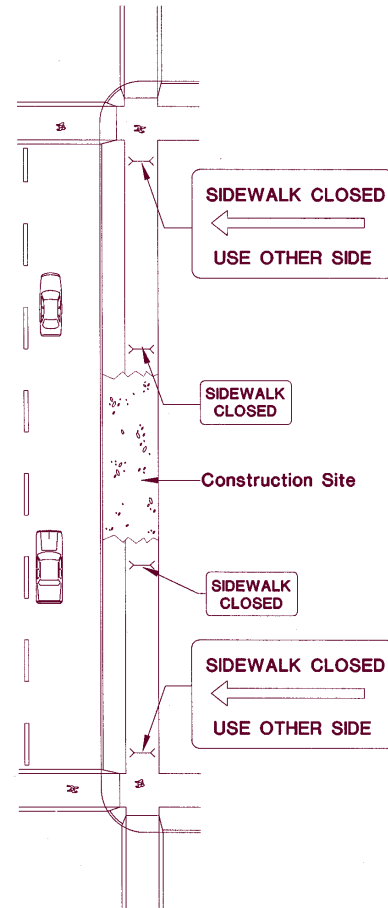 SIDEWALK CLOSED
USE OTHER SIDE
SIDEWALK
CLOSED
Construction Site
SIDEWALK
CLOSED
SIDEWALK CLOSED
USE OTHER SIDE